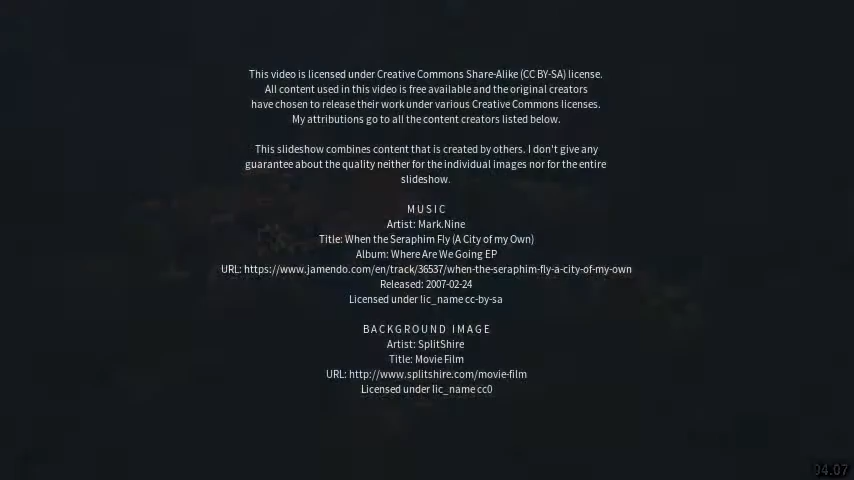 This video is licensed under Creative Commons Share-Alike (CC BY-SA) license.
All content used in this video is free available and the original creators
have chosen to release their work under various Creative Commons licenses.
My attributions go to all the content creators listed below.
This slideshow combines content that is created by others. I don't give any
guarantee about the quality neither for the individual images nor for the entire
slideshow.
MUSIC
Artist: Mark.Nine
Title: When the Seraphim Fly (A City of my Own)
Album: Where Are We Going EP
URL: https://www.jamendo.com/en/track/36537/when-the-seraphim-fly-a-city-of-my-own
Released: 2007-02-24
Licensed under lic_name cc-by-sa
BACKGROUND IMAGE
Artist: SplitShire
Title: Movie Film
URL: http://www.splitshire.com/movie-film
Licensed under lic_name cc0
04.07